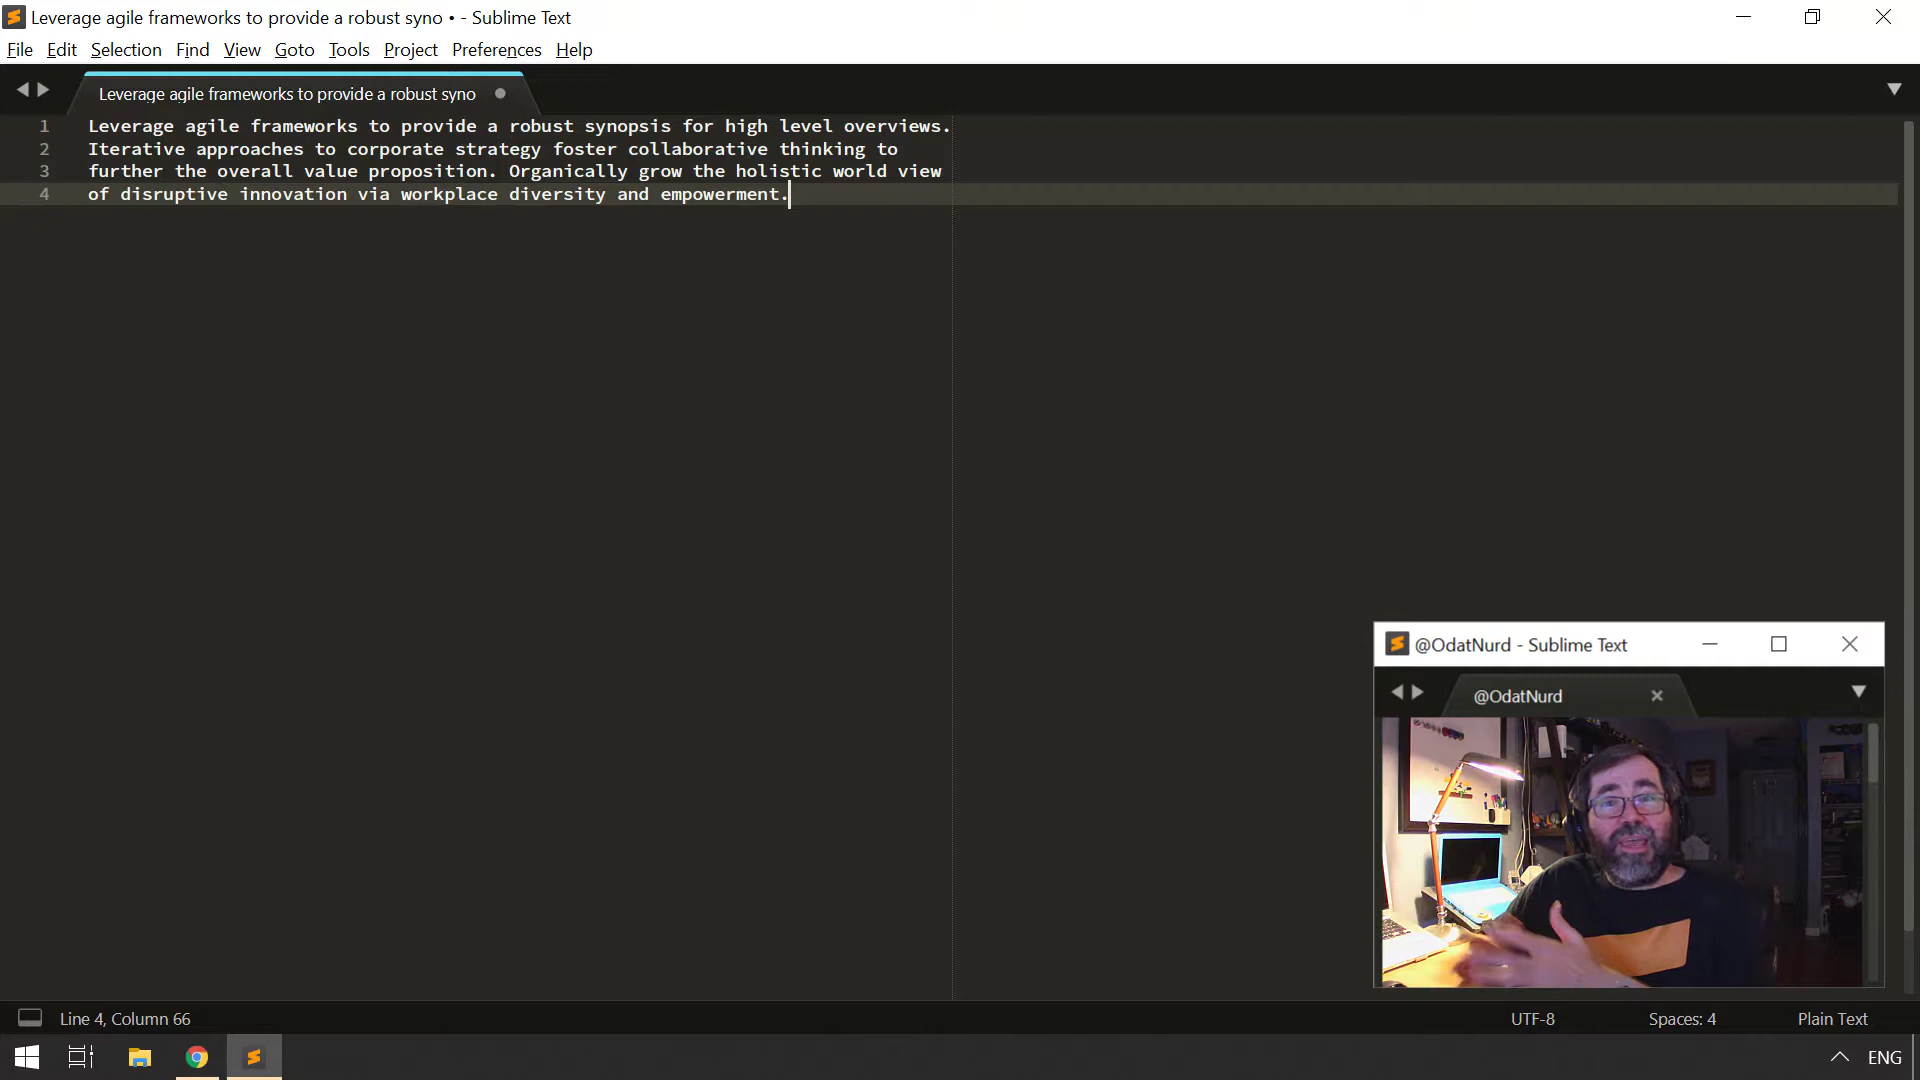 Leverage agile frameworks to provide a robust syno • - Sublime Text
File Edit Selection Find View Goto Tools Project Preferences Help
Leverage agile frameworks to provide a robust syno
1 Leverage agile frameworks to provide a robust synopsis for high level overviews.
2 Iterative approaches to corporate strategy foster collaborative thinking to
3 further the overall value proposition. Organically grow the holistic world view
4 of disruptive innovation via workplace diversity and empowerment.
@OdatNurd - Sublime Text
@OdatNurd
Line 4, Column 66
UTF-8
Spaces: 4
Plain Text
ENG